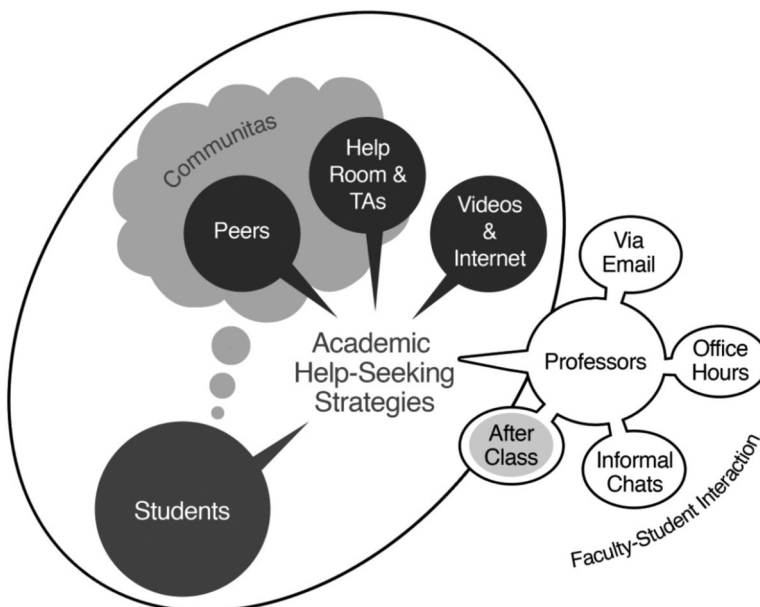 Communitas
Help
Room &
TAs
Peers
Videos
&
Internet
Via
Email
Academic
Help-Seeking
Strategies
Professors
Office
Hours
After
Class
Informal
Chats
Students
Faculty-Student Interaction